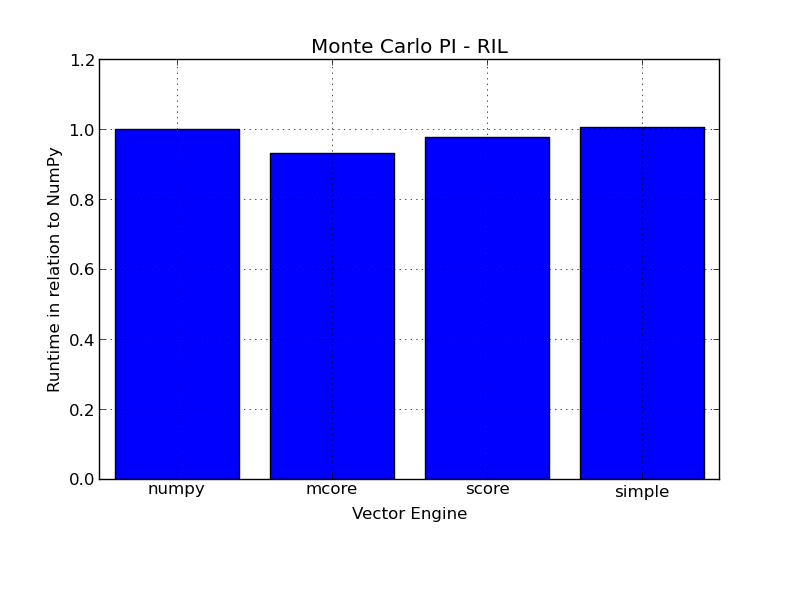 Monte Carlo PI - RIL
1.2
1.0
0.8
0.6
0.4
0.2
0.0
Runtime in relation to NumPy
numpy mcore score simple
Vector Engine